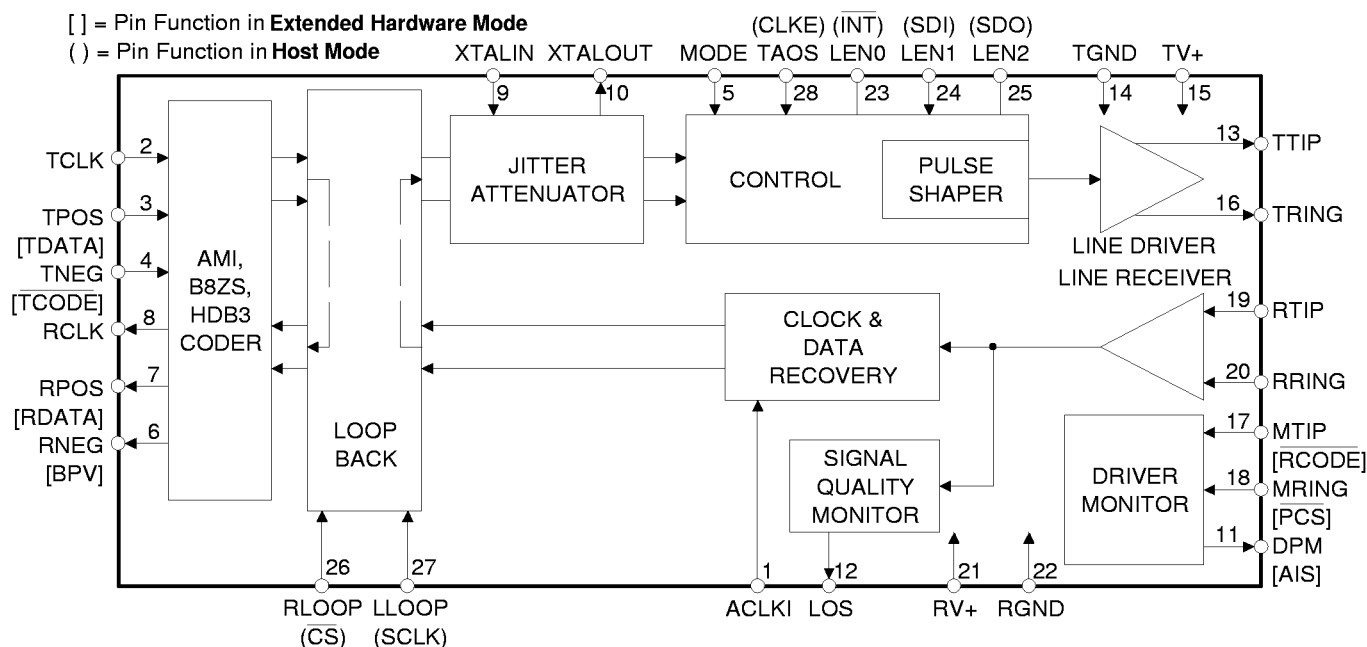 [ ] = Pin Function in Extended Hardware Mode
( ) = Pin Function in Host Mode
(CLKE) (INT) (SDI) (SDO)
XTALIN XTALOUT MODE TAOS LEN0 LEN1 LEN2 TGND TV+
9 10 5 28 23 24 25 14 15
TCLK
2
TPOS
3
[TDATA]
TNEG
4
[TCODE]
RCLK
8
RPOS
7
[RDATA]
RNEG
6
[BPV]
AMI,
B8ZS,
HDB3
CODER
LOOP
BACK
JITTER
ATTENUATOR
CONTROL
PULSE
SHAPER
LINE DRIVER
LINE RECEIVER
CLOCK &
DATA
RECOVERY
SIGNAL
QUALITY
MONITOR
DRIVER
MONITOR
13
TTIP
16
TRING
19
RTIP
20
RRING
17
MTIP
[RCODE]
18
MRING
[PCS]
11
DPM
[AIS]
26 27 1 12 21 22
RLOOP LLOOP ACLKI LOS RV+ RGND
(CS) (SCLK)